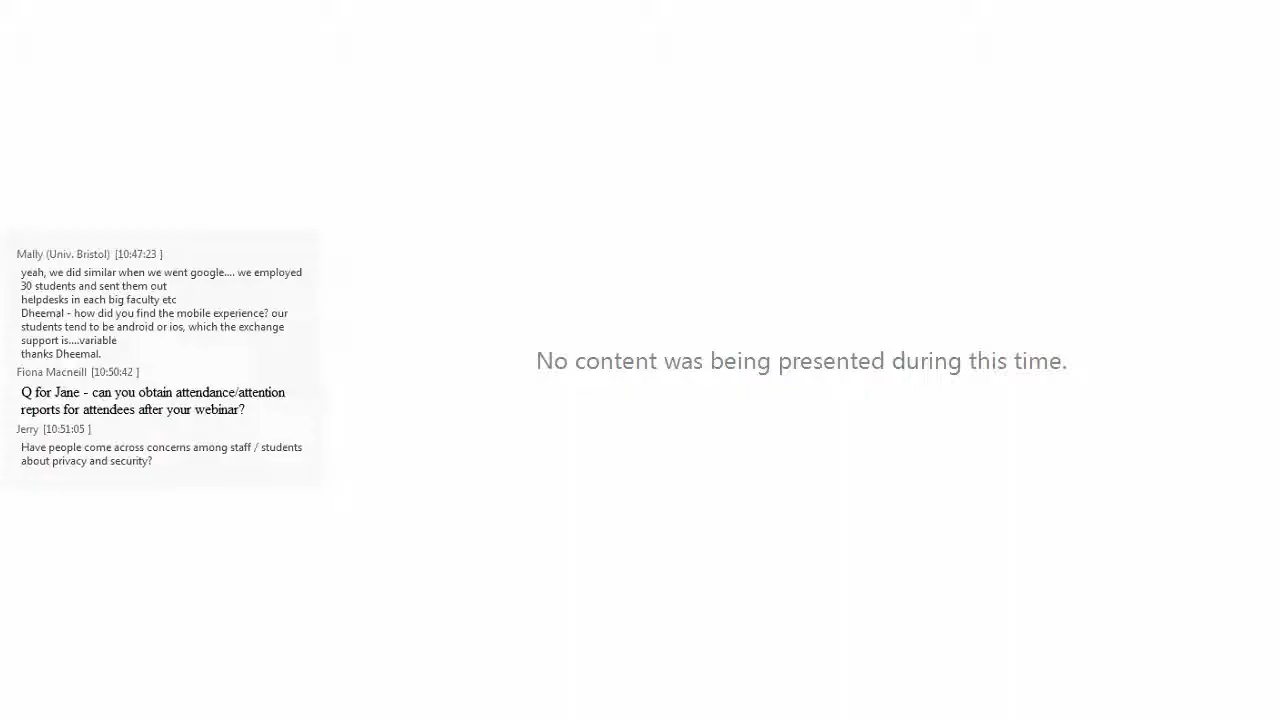 Mally (Univ. Bristol) [10:47:23 ]
yeah, we did similar when we went google.... we employed
30 students and sent them out
helpdesks in each big faculty etc
Dheemal - how did you find the mobile experience? our
students tend to be android or ios, which the exchange
support is....variable
thanks Dheemal.
Fiona Macneill [10:50:42 ]
Q for Jane - can you obtain attendance/attention
reports for attendees after your webinar?
Jerry [10:51:05 ]
Have people come across concerns among staff / students
about privacy and security?
No content was being presented during this time.